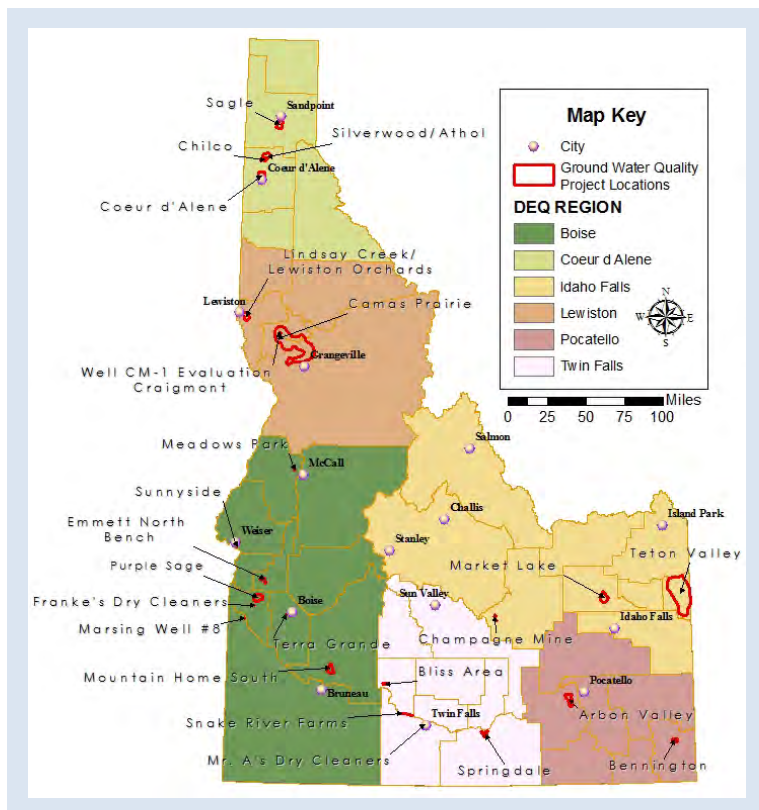 Sagle
Sandpoint
Silverwood/Athol
Chilco
Coeur d'Alene
Coeur d'Alene
Lindsay Creek/
Lewiston Orchards
Lewiston
Camas Prairie
Grangeville
Well CM-1 Evaluation
Craigmont
Meadows Park
McCall
Salmon
Sunnyside
Challis
Island Park
Emmett North
Bench
Weiser
Stanley
Teton Valley
Purple Sage
Market Lake
Franke's Dry Cleaners
Boise
Sun Valley
Marsing Well #8
Terra Grande
Champagne Mine
Idaho Falls
Mountain Home South
Bliss Area
Bruneau
Pocatello
Snake River Farms
Twin Falls
Arbon Valley
Mr. A's Dry Cleaners
Springdale
Bennington
Map Key
City
Ground Water Quality
Project Locations
DEQ REGION
Boise
Coeur d Alene
Idaho Falls
Lewiston
Pocatello
Twin Falls
N
W E
S
Miles
0 25 50 75 100